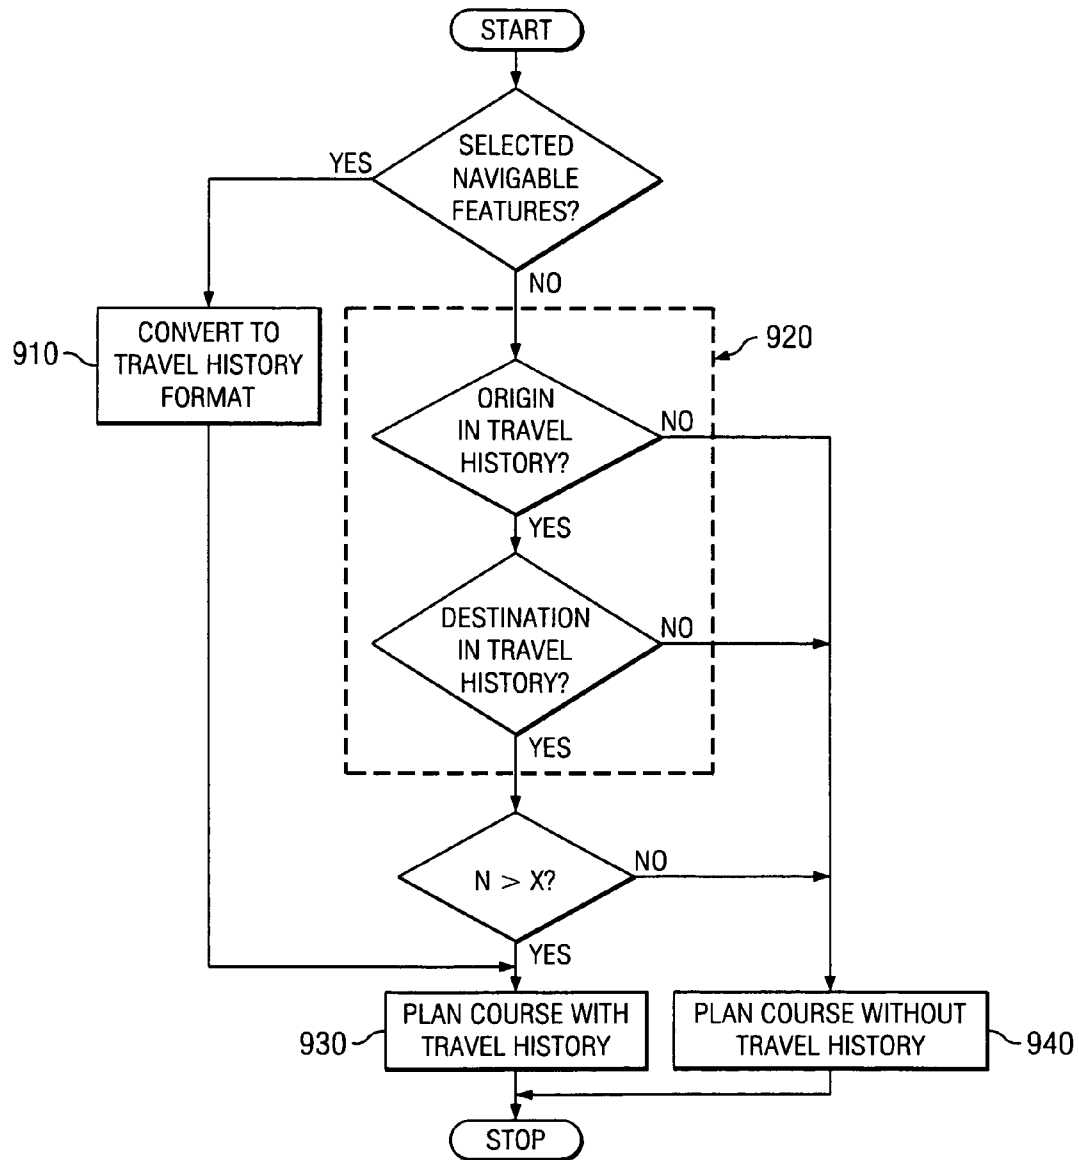 START
SELECTED
NAVIGABLE
FEATURES?
YES
NO
910
CONVERT TO
TRAVEL HISTORY
FORMAT
920
ORIGIN
IN TRAVEL
HISTORY?
NO
YES
DESTINATION
IN TRAVEL
HISTORY?
NO
YES
N > X?
NO
YES
930
PLAN COURSE WITH
TRAVEL HISTORY
PLAN COURSE WITHOUT
TRAVEL HISTORY
940
STOP